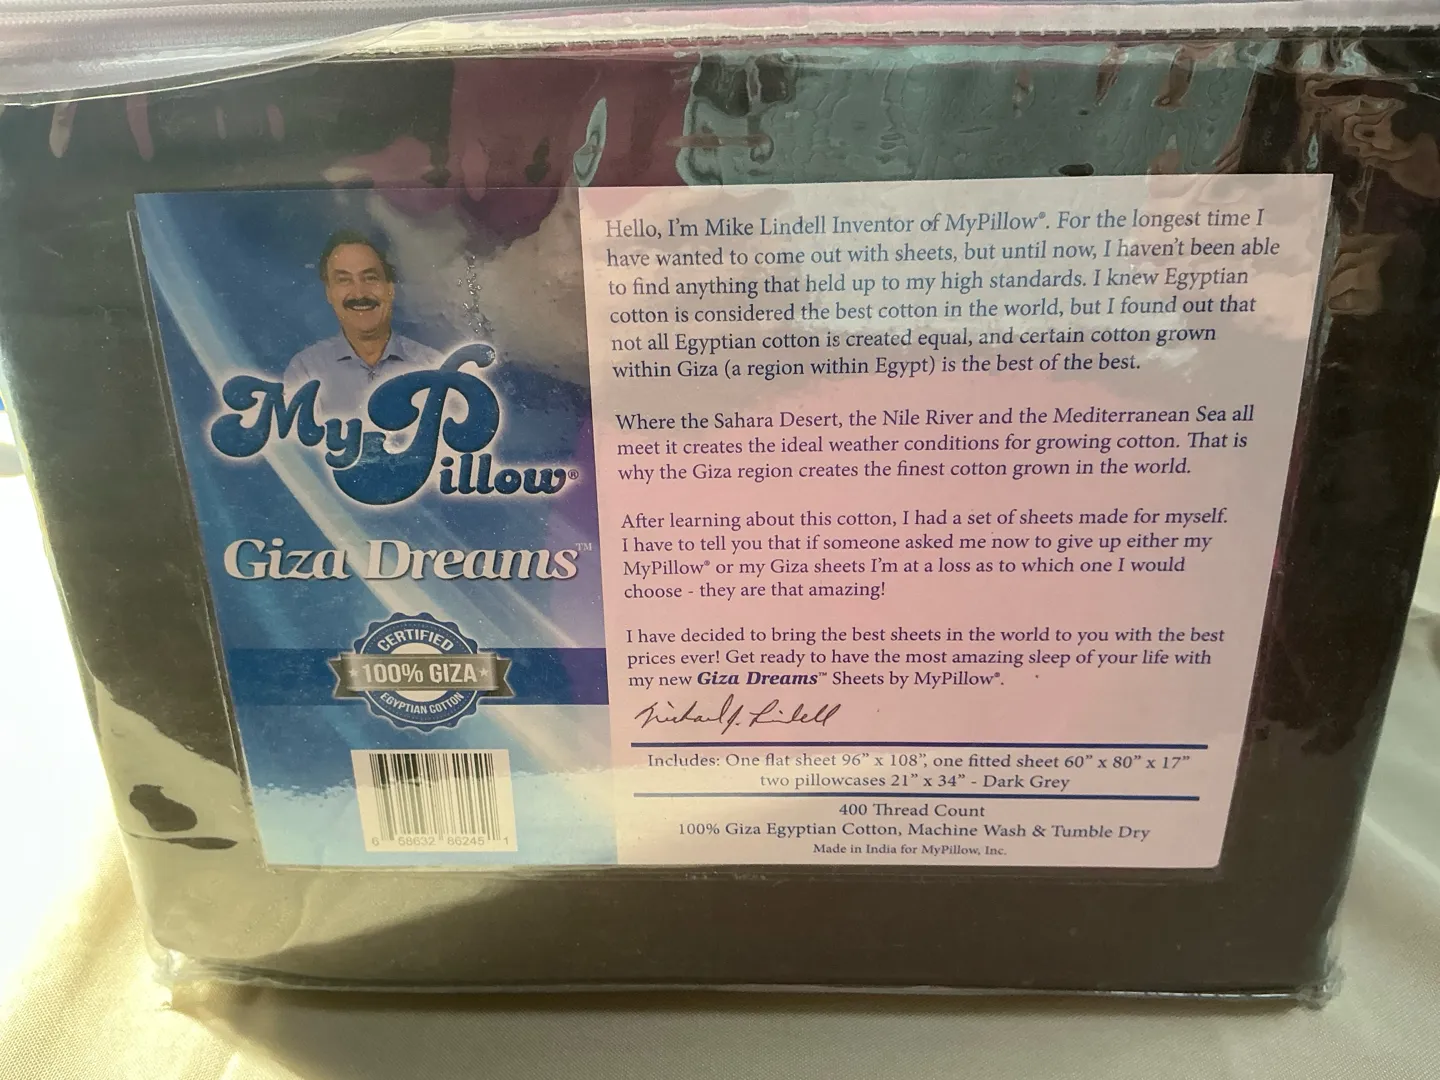 My Pillow®
Giza Dreams™
CERTIFIED
100% GIZA
EGYPTIAN COTTON
6 58632 86245 1
Hello, I'm Mike Lindell Inventor of MyPillow®. For the longest time I
have wanted to come out with sheets, but until now, I haven't been able
to find anything that held up to my high standards. I knew Egyptian
cotton is considered the best cotton in the world, but I found out that
not all Egyptian cotton is created equal, and certain cotton grown
within Giza (a region within Egypt) is the best of the best.
Where the Sahara Desert, the Nile River and the Mediterranean Sea all
meet it creates the ideal weather conditions for growing cotton. That is
why the Giza region creates the finest cotton grown in the world.
After learning about this cotton, I had a set of sheets made for myself.
I have to tell you that if someone asked me now to give up either my
MyPillow® or my Giza sheets I'm at a loss as to which one I would
choose - they are that amazing!
I have decided to bring the best sheets in the world to you with the best
prices ever! Get ready to have the most amazing sleep of your life with
my new Giza Dreams™ Sheets by MyPillow®.
Michael J. Lindell
Includes: One flat sheet 96” x 108”, one fitted sheet 60” x 80” x 17”
two pillowcases 21” x 34” - Dark Grey
400 Thread Count
100% Giza Egyptian Cotton, Machine Wash & Tumble Dry
Made in India for MyPillow, Inc.